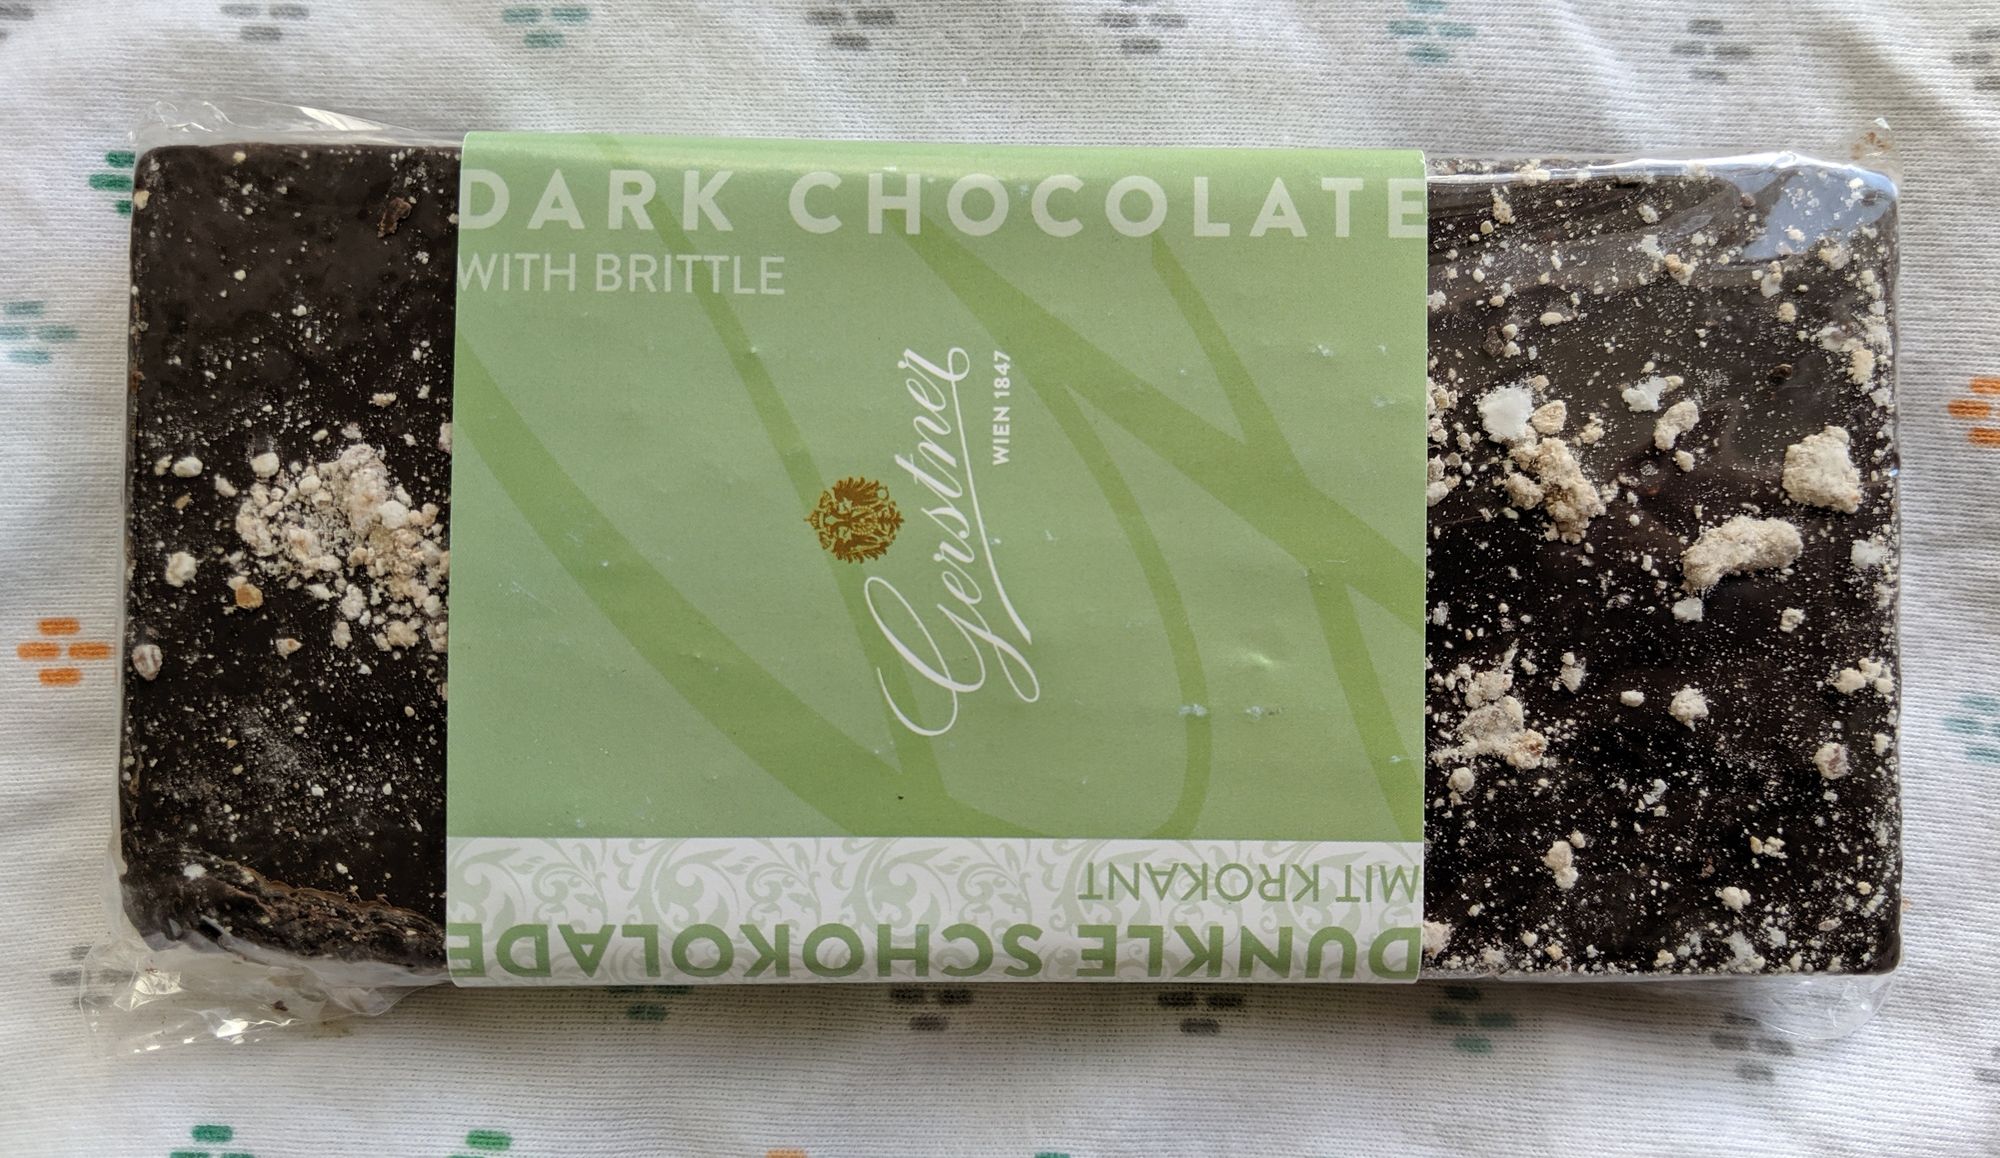 DARK CHOCOLATE
WITH BRITTLE
Gerstner
WIEN 1847
MIT KROKANT
DUNKLE SCHOKOLADE